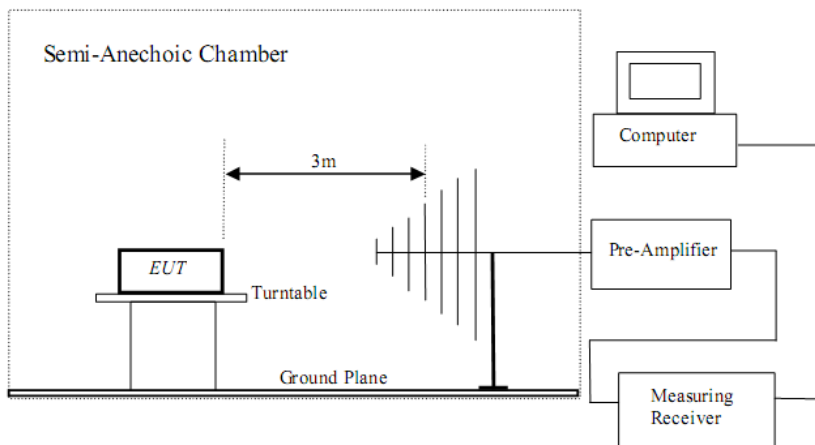 Semi-Anechoic Chamber
3m
Computer
Pre-Amplifier
EUT
Turntable
Ground Plane
Measuring
Receiver